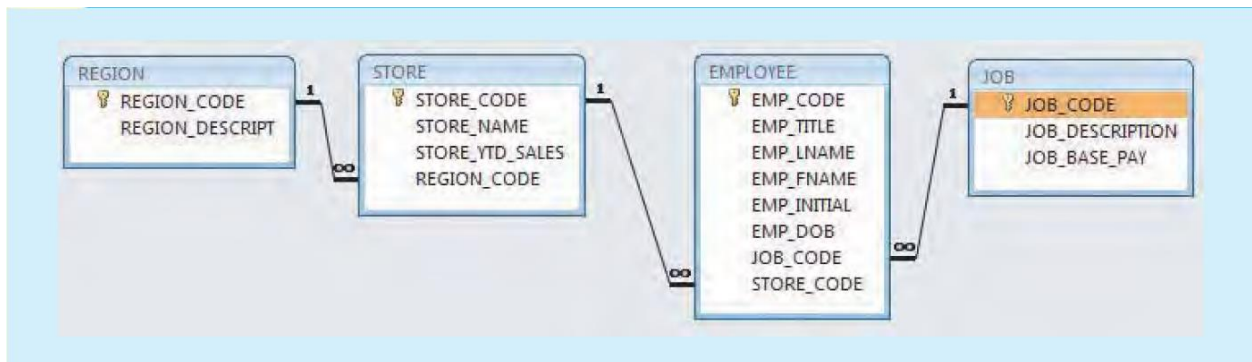 REGION
REGION_CODE
REGION_DESCRIPT
1
∞
STORE
STORE_CODE
STORE_NAME
STORE_YTD_SALES
REGION_CODE
1
∞
EMPLOYEE
EMP_CODE
EMP_TITLE
EMP_LNAME
EMP_FNAME
EMP_INITIAL
EMP_DOB
JOB_CODE
STORE_CODE
∞
1
JOB
JOB_CODE
JOB_DESCRIPTION
JOB_BASE_PAY